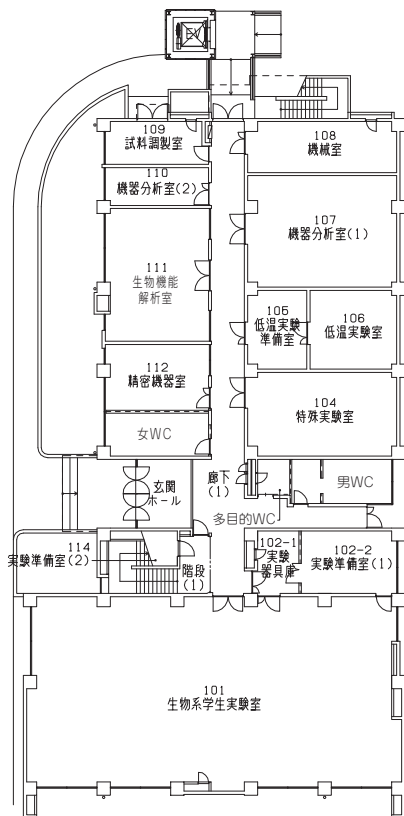 EV
109
試料調製室
108
機械室
110
機器分析室(2)
107
機器分析室(1)
111
生物機能
解析室
105
低温実験
準備室
106
低温実験室
112
精密機器室
104
特殊実験室
女WC
廊下
(1)
男WC
玄関
ホール
多目的WC
114
実験準備室(2)
階段
(1)
102-1
実験
器具庫
102-2
実験準備室(1)
101
生物系学生実験室